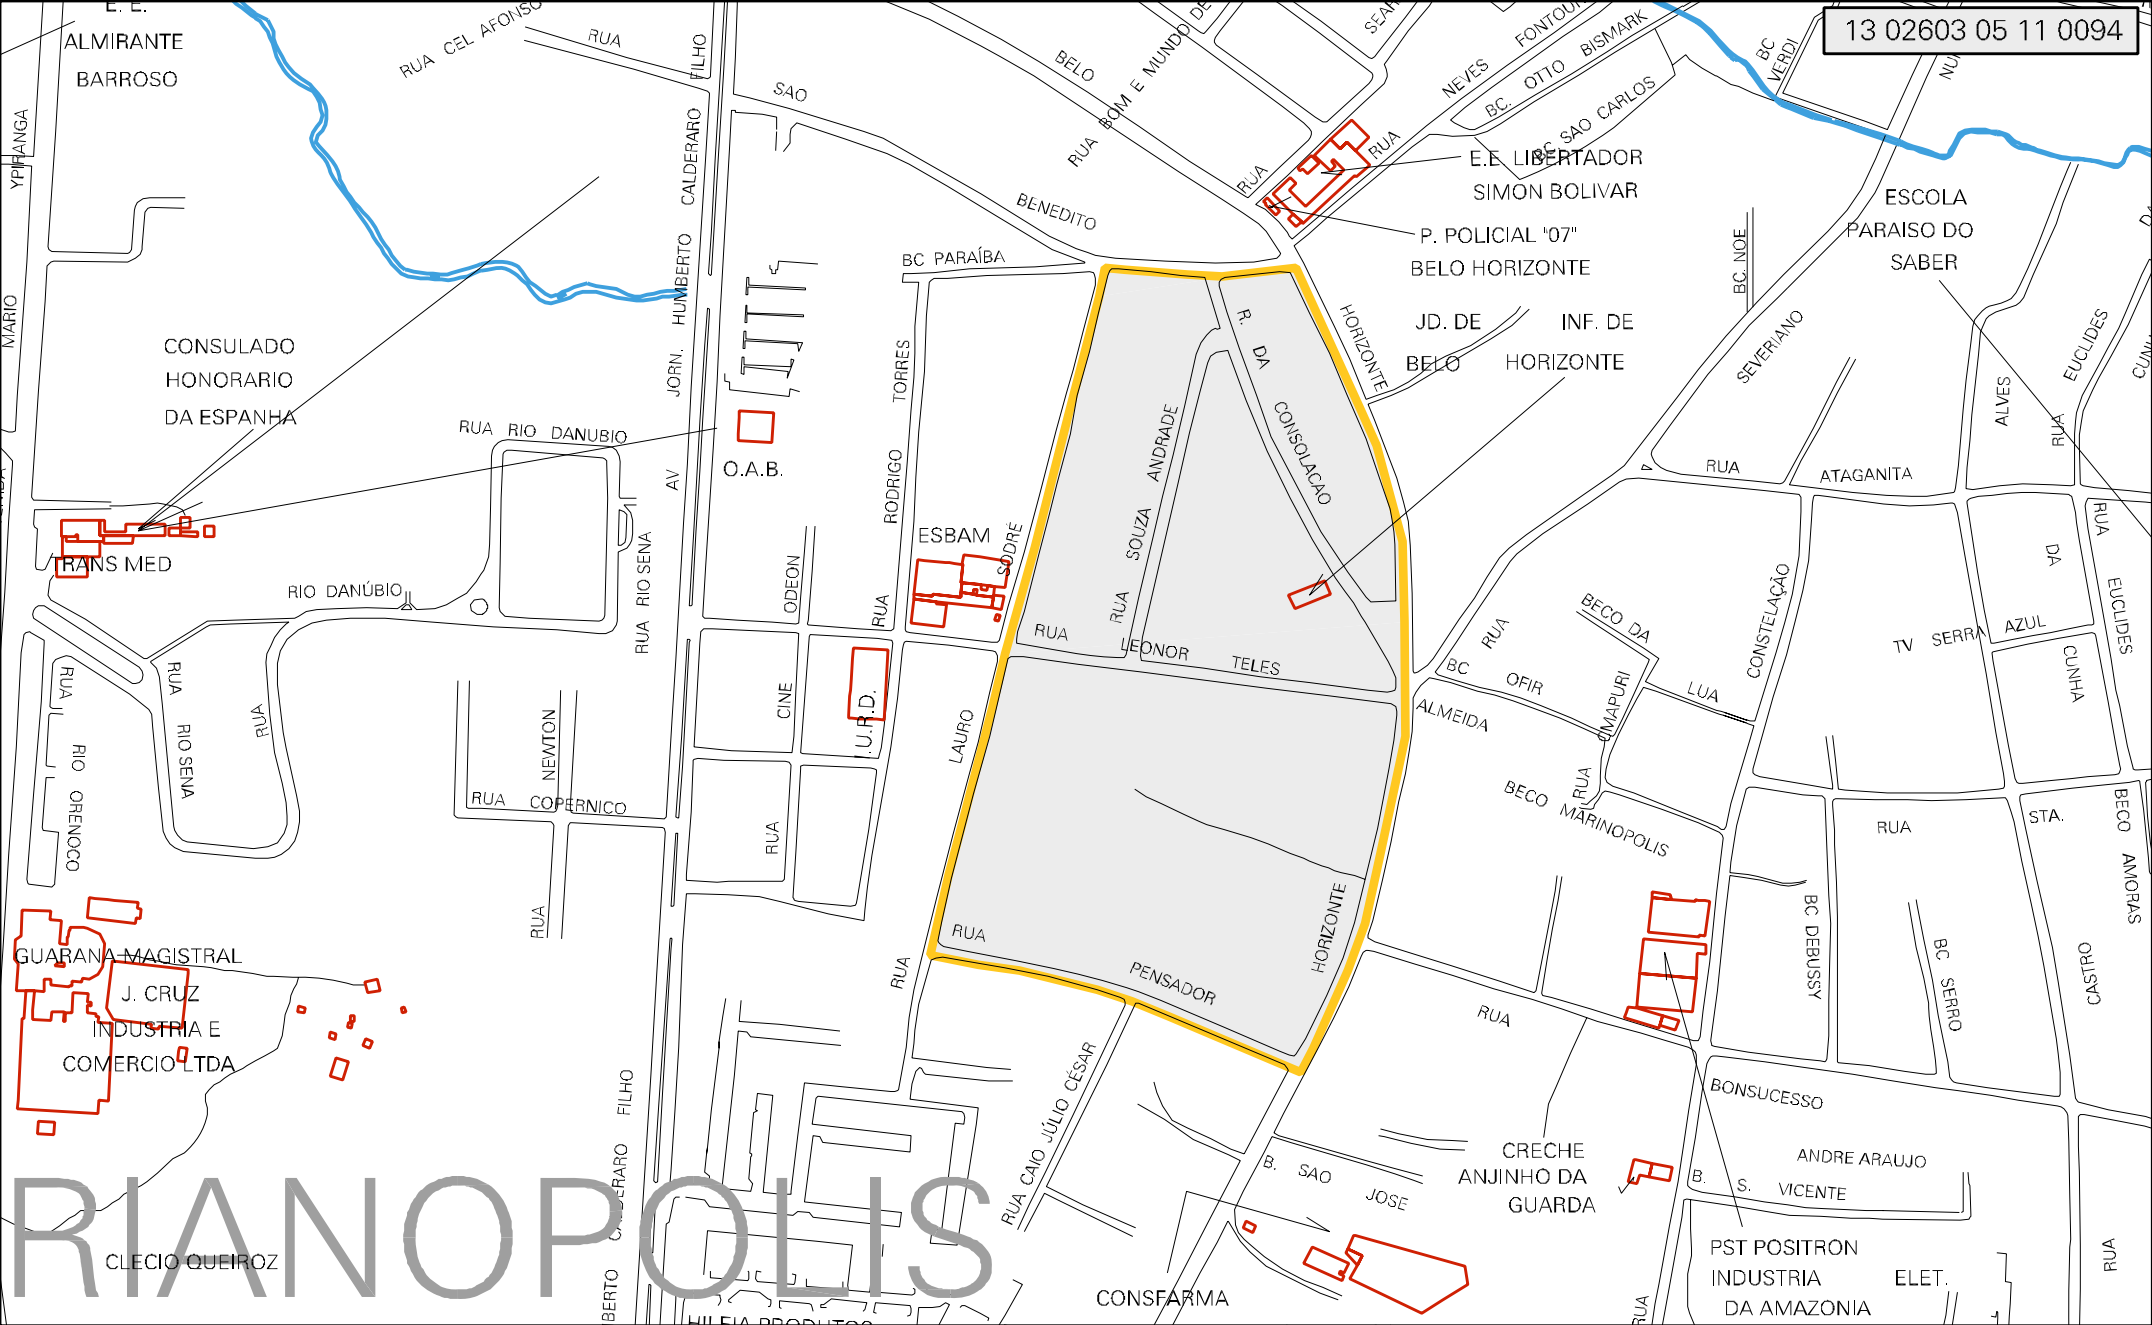 13 02603 05 11 0094
E. E.
ALMIRANTE
BARROSO
RUA CEL AFONSO
RUA
FILHO
SAO
BELO
RUA BOM E MUNDO DE
NEVES FONTOUR
BC. OTTO BISMARK
BC VERDI
BC SAO CARLOS
RUA
RUA
E.E. LIBERTADOR
SIMON BOLIVAR
P. POLICIAL "07"
BELO HORIZONTE
JD. DE INF. DE
BELO HORIZONTE
ESCOLA
PARAISO DO
SABER
BC. NOE
YPIRANGA
MARIO
CALDERARO
HUMBERTO
JORN.
AV
BENEDITO
BC PARAÍBA
HORIZONTE
R. DA CONSOLACAO
SEVERIANO
EUCLIDES
ALVES
RUA
CONSULADO
HONORARIO
DA ESPANHA
TORRES
RODRIGO
RUA
RUA RIO DANUBIO
O.A.B.
ESBAM
SODRÉ
RUA SOUZA ANDRADE
RUA ATAGANITA
TRANS MED
RIO DANÚBIO
RUA RIO SENA
ODEON
CINE
RUA
RUA LEONOR TELES
RUA
BC OFIR
ALMEIDA
BECO DA
LUA
CONSTELAÇÃO
TV SERRA AZUL
RUA
EUCLIDES
DA
CUNHA
RUA
RIO ORENOCO
RUA
RIO SENA
RUA
NEWTON
RUA COPERNICO
RUA
I.U.R.D.
LAURO
RUA
BECO MARINOPOLIS
RUA
RUA
STA.
BECO AMORAS
CASTRO
BC DEBUSSY
BC SERRO
GUARANA MAGISTRAL
J. CRUZ
INDUSTRIA E
COMERCIO LTDA
RUA
PENSADOR
HORIZONTE
RUA
BONSUCESSO
RUA CAIO JÚLIO CÉSAR
FILHO
CALDERARO
BERTO
B. SAO
JOSE
CRECHE
ANJINHO DA
GUARDA
ANDRE ARAUJO
B. S. VICENTE
RIANOPOLIS
CLECIO QUEIROZ
CONSFARMA
PST POSITRON
INDUSTRIA ELET.
DA AMAZONIA
RUA
RUA
HILEIA PRODUTOS